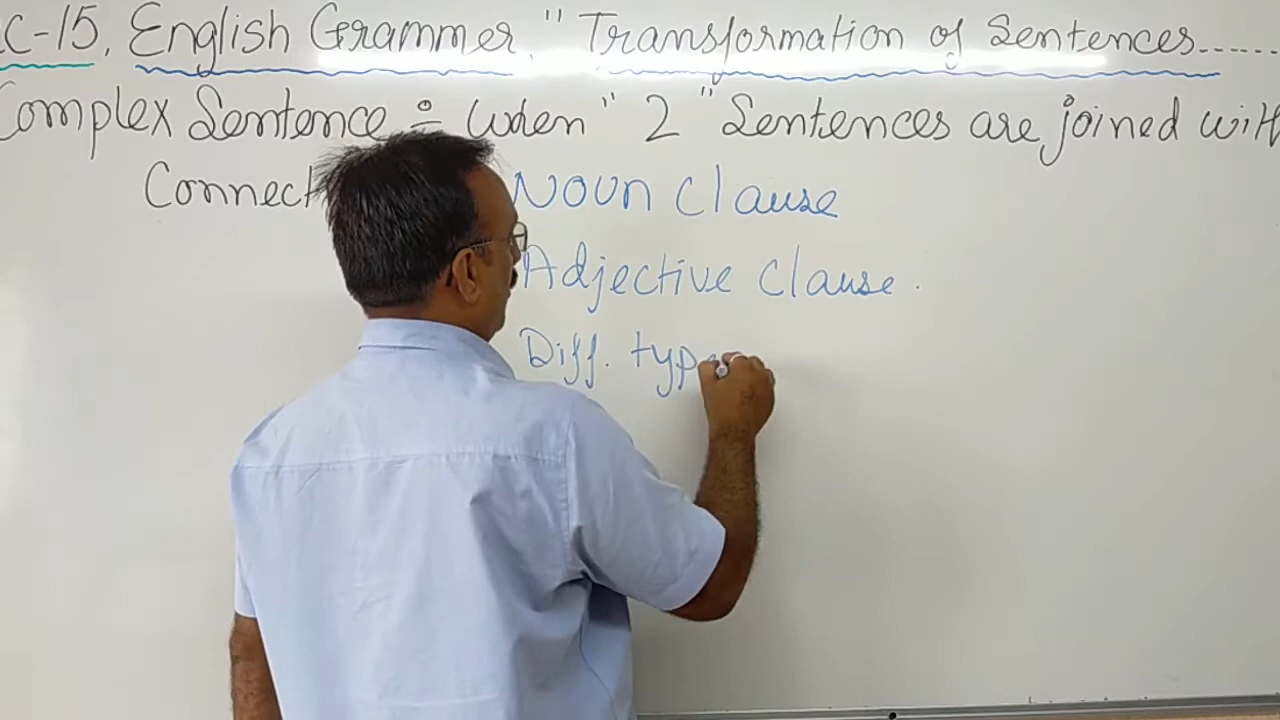 C-15, English Grammer, " Transformation of Sentences......
Complex Sentence ÷ when " 2 " Sentences are joined with
Connect Noun Clause
Adjective Clause.
Diff. type